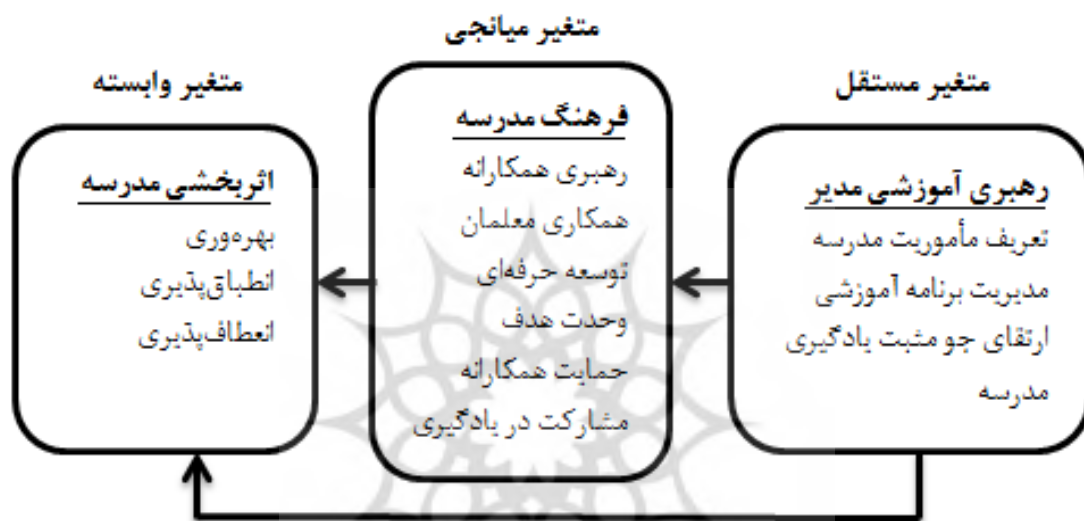 متغیر مستقل
رهبری آموزشی مدیر
تعریف مأموریت مدرسه
مدیریت برنامه آموزشی
ارتقای جو مثبت یادگیری
مدرسه
متغیر میانجی
فرهنگ مدرسه
رهبری همکارانه
همکاری معلمان
توسعه حرفه‌ای
وحدت هدف
حمایت همکارانه
مشارکت در یادگیری
متغیر وابسته
اثربخشی مدرسه
بهره‌وری
انطباق‌پذیری
انعطاف‌پذیری